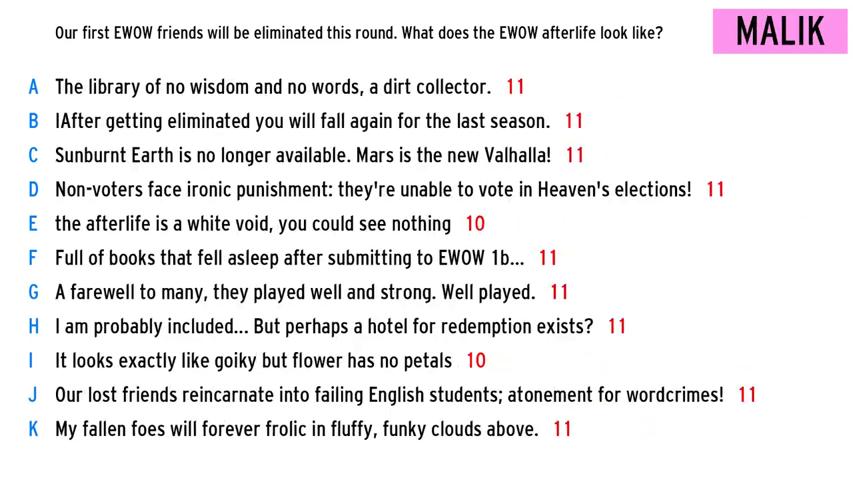 Our first EWOW friends will be eliminated this round. What does the EWOW afterlife look like?
MALIK
A The library of no wisdom and no words, a dirt collector. 11
B IAfter getting eliminated you will fall again for the last season. 11
C Sunburnt Earth is no longer available. Mars is the new Valhalla! 11
D Non-voters face ironic punishment: they're unable to vote in Heaven's elections! 11
E the afterlife is a white void, you could see nothing 10
F Full of books that fell asleep after submitting to EWOW 1b... 11
G A farewell to many, they played well and strong. Well played. 11
H I am probably included... But perhaps a hotel for redemption exists? 11
I It looks exactly like goiky but flower has no petals 10
J Our lost friends reincarnate into failing English students; atonement for wordcrimes! 11
K My fallen foes will forever frolic in fluffy, funky clouds above. 11